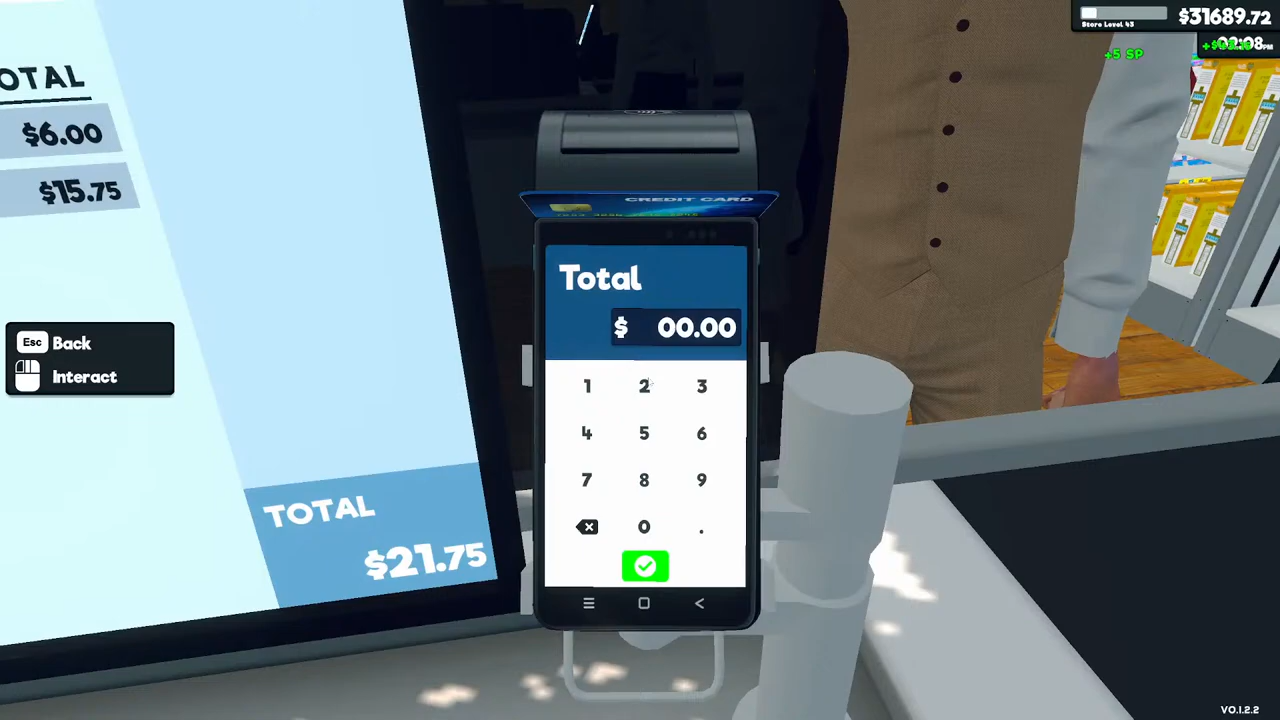 OTAL
$6.00
$15.75
TOTAL
$21.75
Esc Back
Interact
CREDIT CARD
Total
$ 00.00
1 2 3
4 5 6
7 8 9
0 .
$31689.72
Store Level 43
+5 SP
V0.1.2.2